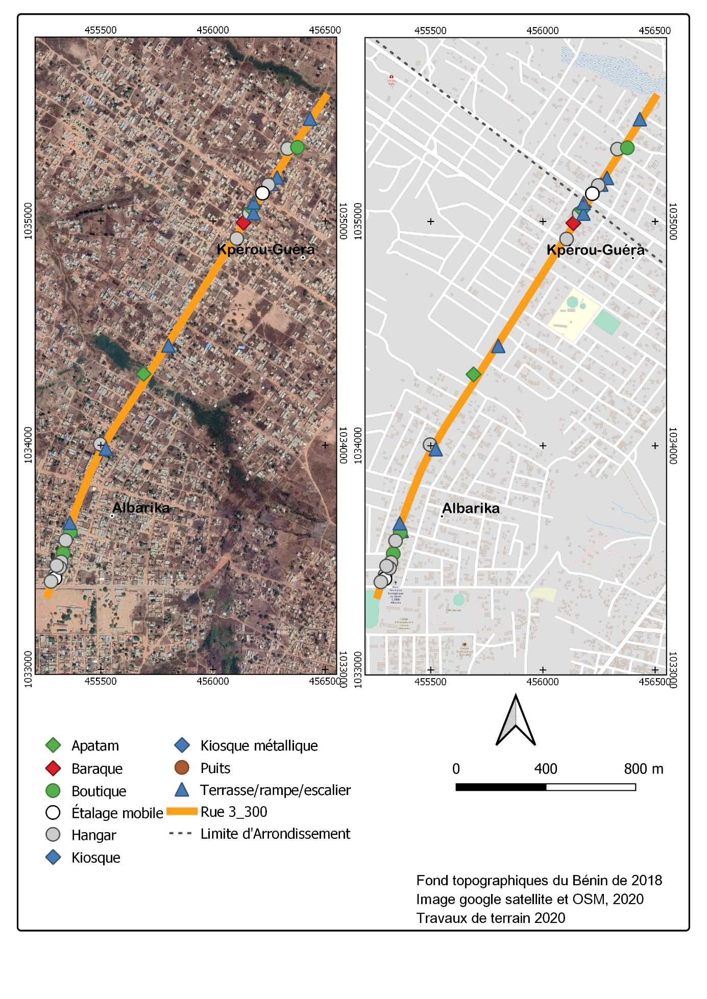 455500 456000 456500
455500 456000 456500
1035000
1035000
1035000
1035000
Kpérou-Guéra
Kpérou-Guéra
1034000
1034000
1034000
1034000
Albarika
Albarika
Union
Albarika
Centre
1033000
1033000
1033000
1033000
455500 456000 456500
455500 456000 456500
Apatam
Baraque
Boutique
Étalage mobile
Hangar
Kiosque
Kiosque métallique
Puits
Terrasse/rampe/escalier
Rue 3_300
Limite d'Arrondissement
0 400 800 m
Fond topographiques du Bénin de 2018
Image google satellite et OSM, 2020
Travaux de terrain 2020